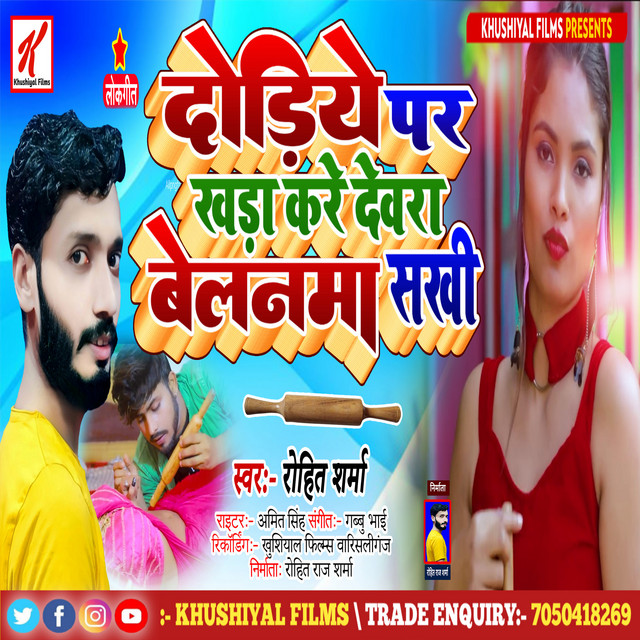 KHUSHIYAL FILMS PRESENTS
Khushiyal Films
लोकगीत
दोड़िये पर
खड़ा करे देवरा
बेलनमा सखी
स्वर:- रोहित शर्मा
राइटर:- अमित सिंह संगीत:- गब्बु भाई
रिकॉर्डिंग:- खुशियाल फिल्म्स वारिसलीगंज
निर्माता: रोहित राज शर्मा
निर्माता
रोहित राज शर्मा
:- KHUSHIYAL FILMS \ TRADE ENQUIRY:- 7050418269